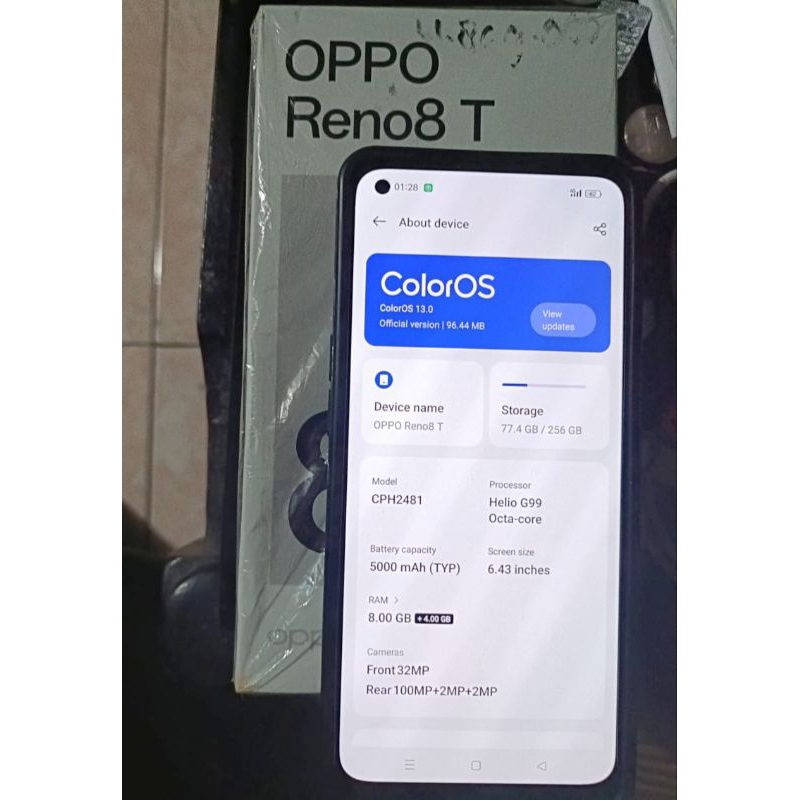 OPPO
Reno8 T
01:28
About device
ColorOS
ColorOS 13.0
Official version | 96.44 MB
View
updates
Device name
OPPO Reno8 T
Storage
77.4 GB / 256 GB
Model
CPH2481
Processor
Helio G99
Octa-core
Battery capacity
5000 mAh (TYP)
Screen size
6.43 inches
RAM >
8.00 GB + 4.00 GB
Cameras
Front 32MP
Rear 100MP+2MP+2MP
8
opp